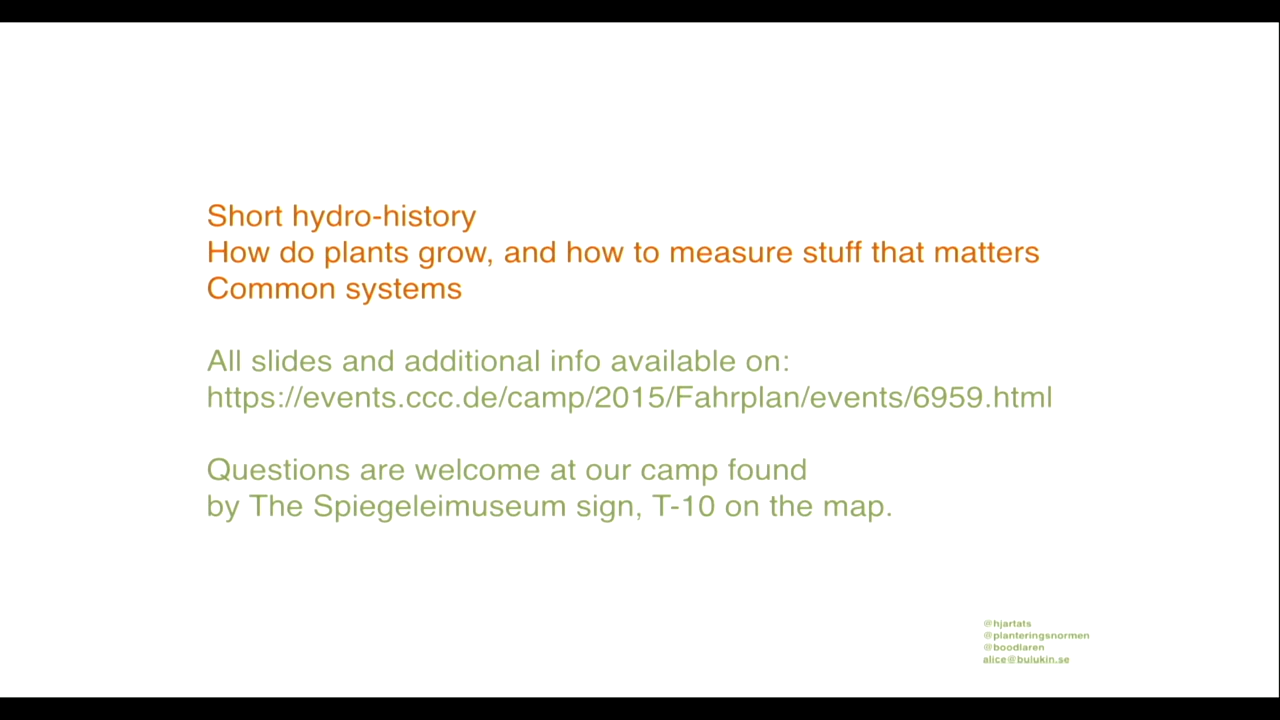 Short hydro-history
How do plants grow, and how to measure stuff that matters
Common systems
All slides and additional info available on:
https://events.ccc.de/camp/2015/Fahrplan/events/6959.html
Questions are welcome at our camp found
by The Spiegeleimuseum sign, T-10 on the map.
@hjartats
@planteringsnormen
@boodlaren
alice@bulukin.se